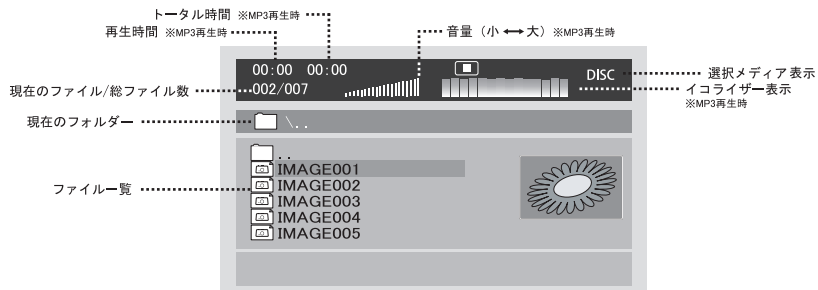 トータル時間 ※MP3再生時
再生時間 ※MP3再生時
音量（小 ⟷ 大）※MP3再生時
00:00 00:00
DISC
選択メディア表示
002/007
現在のファイル/総ファイル数
イコライザー表示
※MP3再生時
現在のフォルダー
\..
..
IMAGE001
IMAGE002
ファイル一覧
IMAGE003
IMAGE004
IMAGE005